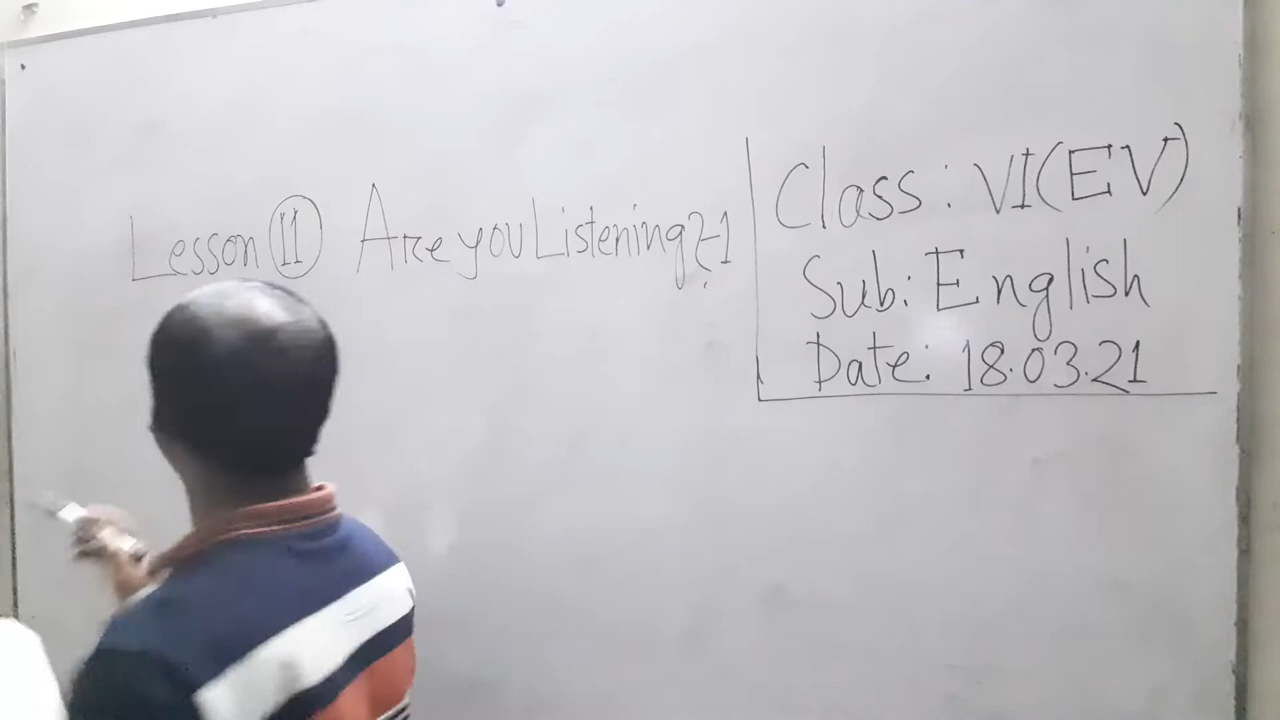 Lesson 11 Are you Listening?-1
Class: VI(EV)
Sub: English
Date: 18.03.21